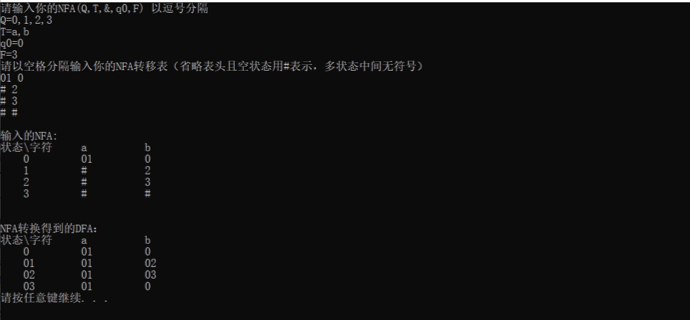 请输入你的NFA(Q,T,&,q0,F) 以逗号分隔
Q=0,1,2,3
T=a,b
q0=0
F=3
请以空格分隔输入你的NFA转移表（省略表头且空状态用#表示，多状态中间无符号）
01 0
# 2
# 3
# #
输入的NFA:
状态\字符 a b
0 01 0
1 # 2
2 # 3
3 # #
NFA转换得到的DFA:
状态\字符 a b
0 01 0
01 01 02
02 01 03
03 01 0
请按任意键继续. . .